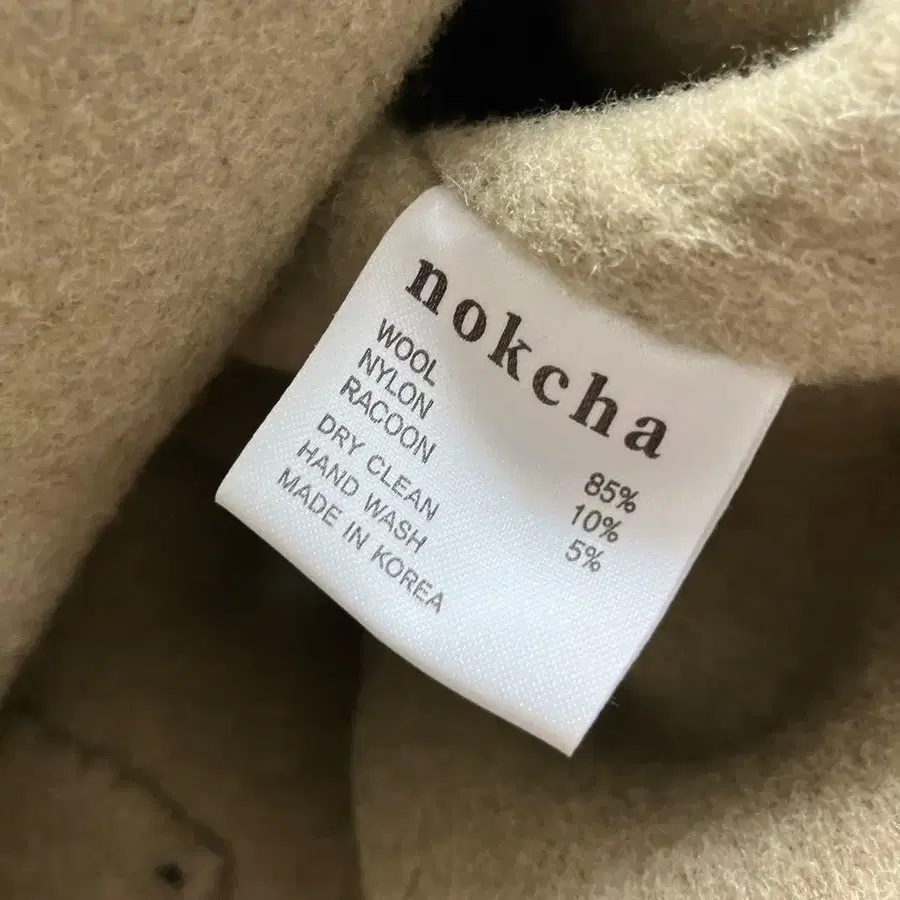 nokcha
WOOL 85%
NYLON 10%
RACOON 5%
DRY CLEAN
HAND WASH
MADE IN KOREA